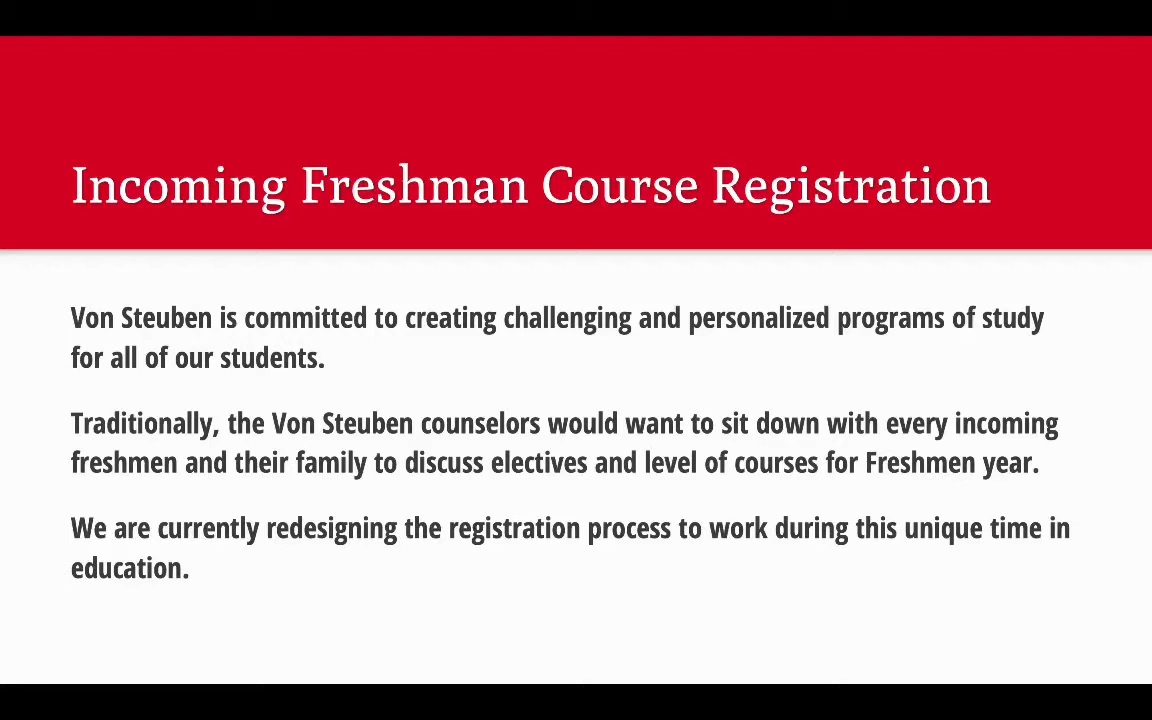 Incoming Freshman Course Registration
Von Steuben is committed to creating challenging and personalized programs of study
for all of our students.
Traditionally, the Von Steuben counselors would want to sit down with every incoming
freshmen and their family to discuss electives and level of courses for Freshmen year.
We are currently redesigning the registration process to work during this unique time in
education.